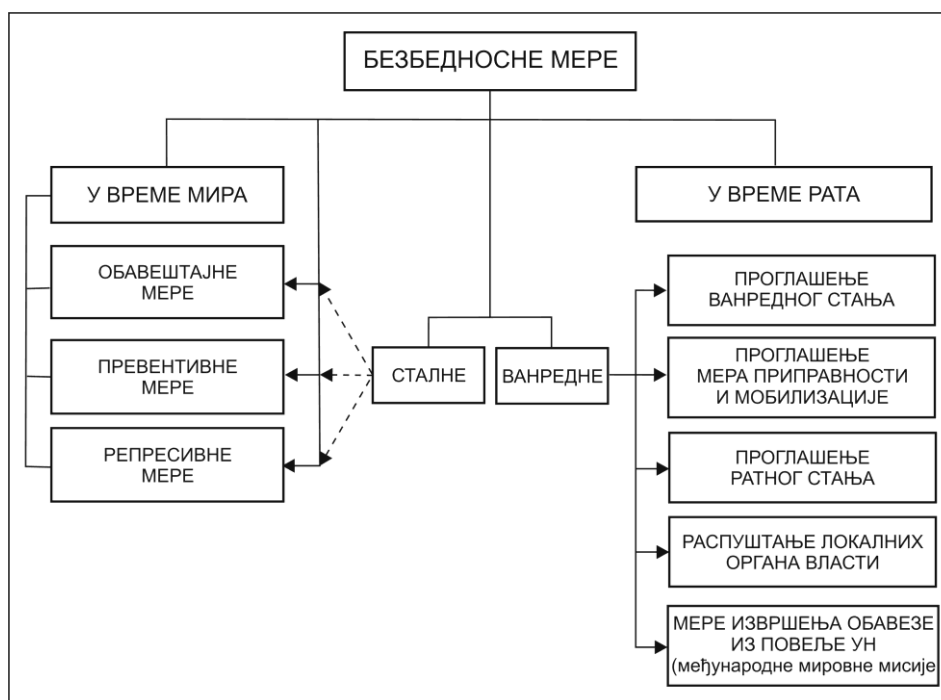 БЕЗБЕДНОСНЕ МЕРЕ
У ВРЕМЕ МИРА
У ВРЕМЕ РАТА
ОБАВЕШТАЈНЕ
МЕРЕ
ПРЕВЕНТИВНЕ
МЕРЕ
РЕПРЕСИВНЕ
МЕРЕ
СТАЛНЕ
ВАНРЕДНЕ
ПРОГЛАШЕЊЕ
ВАНРЕДНОГ СТАЊА
ПРОГЛАШЕЊЕ
МЕРА ПРИПРАВНОСТИ
И МОБИЛИЗАЦИЈЕ
ПРОГЛАШЕЊЕ
РАТНОГ СТАЊА
РАСПУШТАЊЕ ЛОКАЛНИХ
ОРГАНА ВЛАСТИ
МЕРЕ ИЗВРШЕЊА ОБАВЕЗЕ
ИЗ ПОВЕЉЕ УН
(међународне мировне мисије